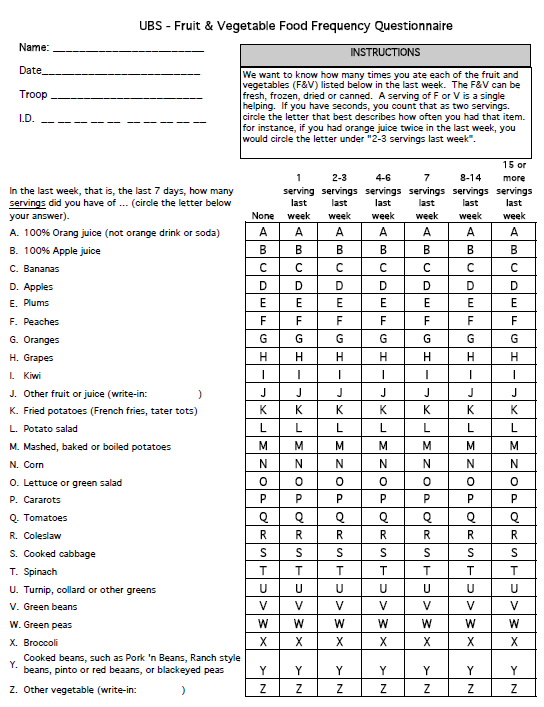 UBS - Fruit & Vegetable Food Frequency Questionnaire
Name: _______________________
Date________________________
Troop _______________________
I.D. __ __ __ __ __ __ __ __ __
INSTRUCTIONS
We want to know how many times you ate each of the fruit and
vegetables (F&V) listed below in the last week. The F&V can be
fresh, frozen, dried or canned. A serving of F or V is a single
helping. If you have seconds, you count that as two servings.
circle the letter that best describes how often you had that item.
for instance, if you had orange juice twice in the last week, you
would circle the letter under "2-3 servings last week".
In the last week, that is, the last 7 days, how many
servings did you have of ... (circle the letter below
your answer).
None
1 serving last week
2-3 servings last week
4-6 servings last week
7 servings last week
8-14 servings last week
15 or more servings last week
A. 100% Orang juice (not orange drink or soda) A A A A A A A
B. 100% Apple juice B B B B B B B
C. Bananas C C C C C C C
D. Apples D D D D D D D
E. Plums E E E E E E E
F. Peaches F F F F F F F
G. Oranges G G G G G G G
H. Grapes H H H H H H H
I. Kiwi I I I I I I I
J. Other fruit or juice (write-in: ) J J J J J J J
K. Fried potatoes (French fries, tater tots) K K K K K K K
L. Potato salad L L L L L L L
M. Mashed, baked or boiled potatoes M M M M M M M
N. Corn N N N N N N N
O. Lettuce or green salad O O O O O O O
P. Cararots P P P P P P P
Q. Tomatoes Q Q Q Q Q Q Q
R. Coleslaw R R R R R R R
S. Cooked cabbage S S S S S S S
T. Spinach T T T T T T T
U. Turnip, collard or other greens U U U U U U U
V. Green beans V V V V V V V
W. Green peas W W W W W W W
X. Broccoli X X X X X X X
Y. Cooked beans, such as Pork 'n Beans, Ranch style
beans, pinto or red beaans, or blackeyed peas Y Y Y Y Y Y Y
Z. Other vegetable (write-in: ) Z Z Z Z Z Z Z